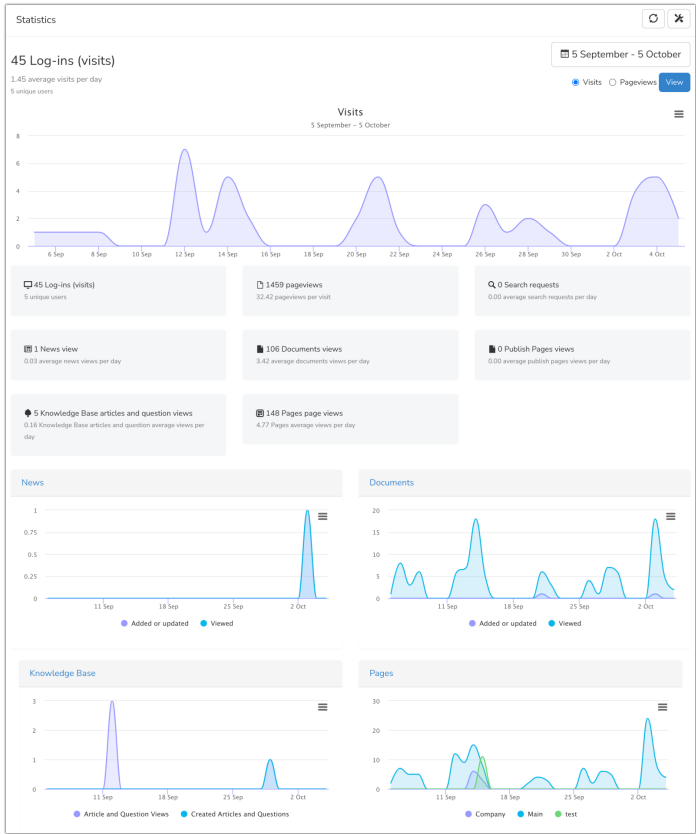 Statistics
45 Log-ins (visits)
5 September - 5 October
1.45 average visits per day
5 unique users
Visits
Pageviews
View
Visits
5 September – 5 October
8
6
4
2
0
6 Sep 8 Sep 10 Sep 12 Sep 14 Sep 16 Sep 18 Sep 20 Sep 22 Sep 24 Sep 26 Sep 28 Sep 30 Sep 2 Oct 4 Oct
45 Log-ins (visits)
5 unique users
1459 pageviews
32.42 pageviews per visit
0 Search requests
0.00 average search requests per day
1 News view
0.03 average news views per day
106 Documents views
3.42 average documents views per day
0 Publish Pages views
0.00 average publish pages views per day
5 Knowledge Base articles and question views
0.16 Knowledge Base articles and question average views per
day
148 Pages page views
4.77 Pages average views per day
News
1
0.75
0.5
0.25
0
11 Sep 18 Sep 25 Sep 2 Oct
Added or updated Viewed
Documents
20
15
10
5
0
11 Sep 18 Sep 25 Sep 2 Oct
Added or updated Viewed
Knowledge Base
3
2
1
0
11 Sep 18 Sep 25 Sep 2 Oct
Article and Question Views Created Articles and Questions
Pages
30
20
10
0
11 Sep 18 Sep 25 Sep 2 Oct
Company Main test